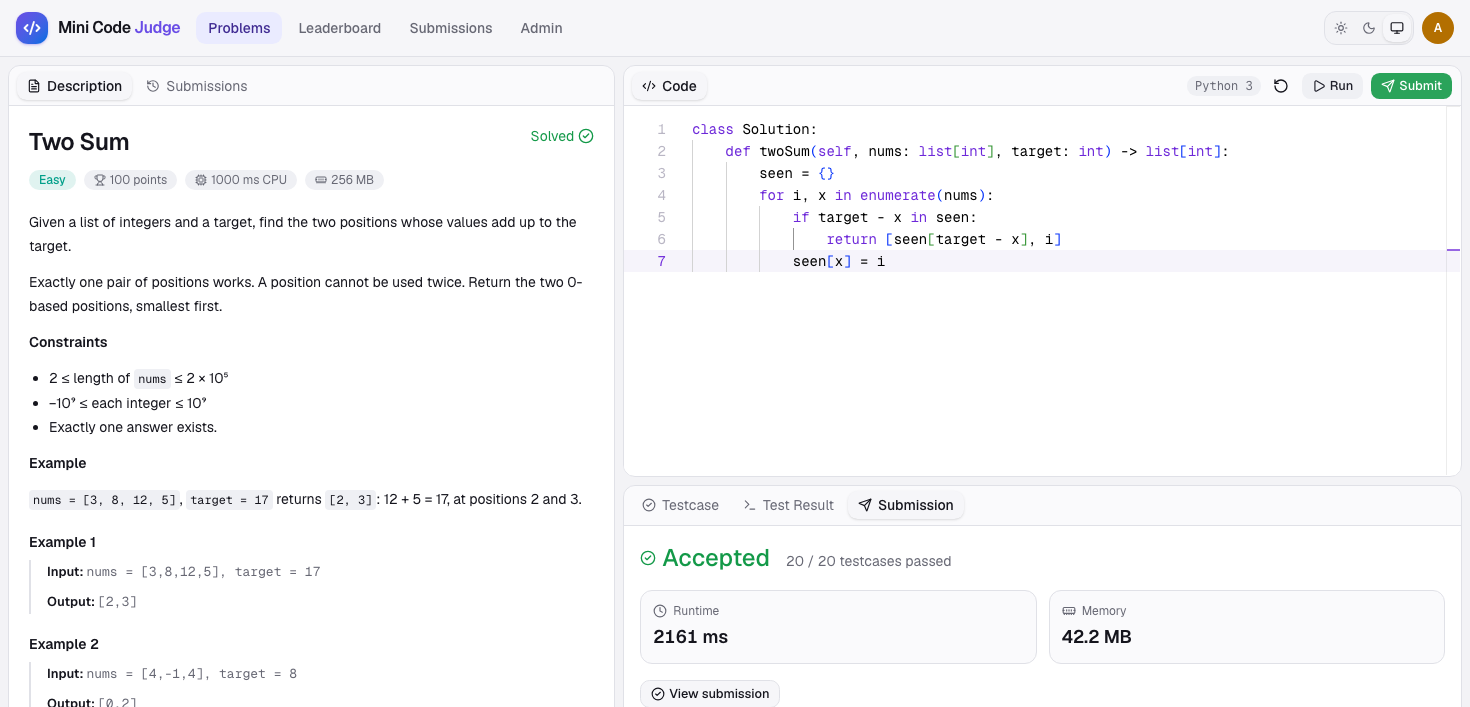 Mini Code Judge Problems Leaderboard Submissions Admin A
Description Submissions
Two Sum Solved
Easy 100 points 1000 ms CPU 256 MB
Given a list of integers and a target, find the two positions whose values add up to the
target.
Exactly one pair of positions works. A position cannot be used twice. Return the two 0-
based positions, smallest first.
Constraints
• 2 ≤ length of nums ≤ 2 × 10⁵
• −10⁹ ≤ each integer ≤ 10⁹
• Exactly one answer exists.
Example
nums = [3, 8, 12, 5], target = 17 returns [2, 3]: 12 + 5 = 17, at positions 2 and 3.
Example 1
Input: nums = [3,8,12,5], target = 17
Output: [2,3]
Example 2
Input: nums = [4,-1,4], target = 8
Output: [0,2]
Code Python 3 Run Submit
1 class Solution:
2     def twoSum(self, nums: list[int], target: int) -> list[int]:
3         seen = {}
4         for i, x in enumerate(nums):
5             if target - x in seen:
6                 return [seen[target - x], i]
7             seen[x] = i
Testcase Test Result Submission
Accepted 20 / 20 testcases passed
Runtime
2161 ms
Memory
42.2 MB
View submission